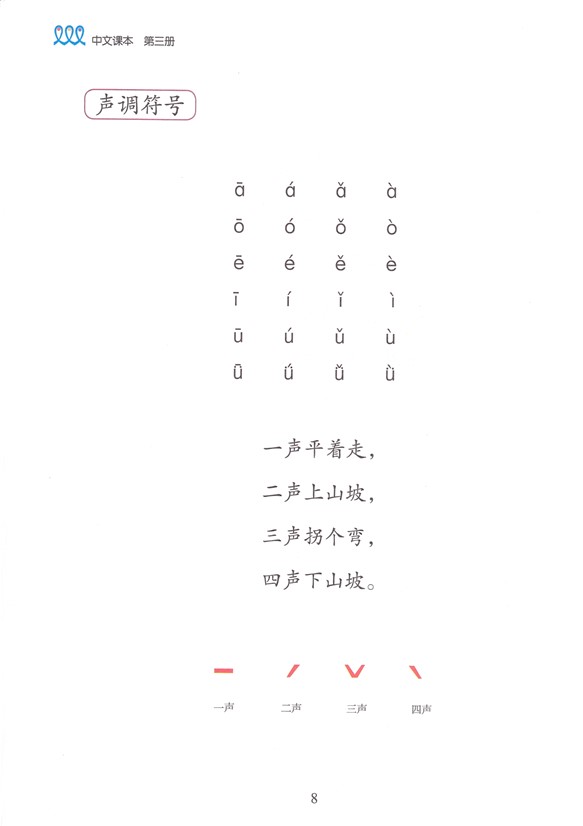 中文课本 第三册
声调符号
ā á ǎ à
ō ó ǒ ò
ē é ě è
ī í ǐ ì
ū ú ǔ ù
ǖ ǘ ǚ ǜ
一声平着走，
二声上山坡，
三声拐个弯，
四声下山坡。
一声 二声 三声 四声
8